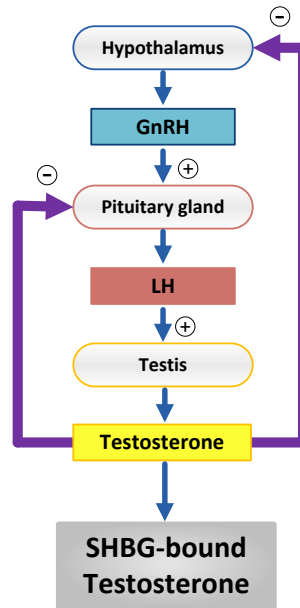 Hypothalamus
−
GnRH
+
−
Pituitary gland
LH
+
Testis
Testosterone
SHBG-bound
Testosterone